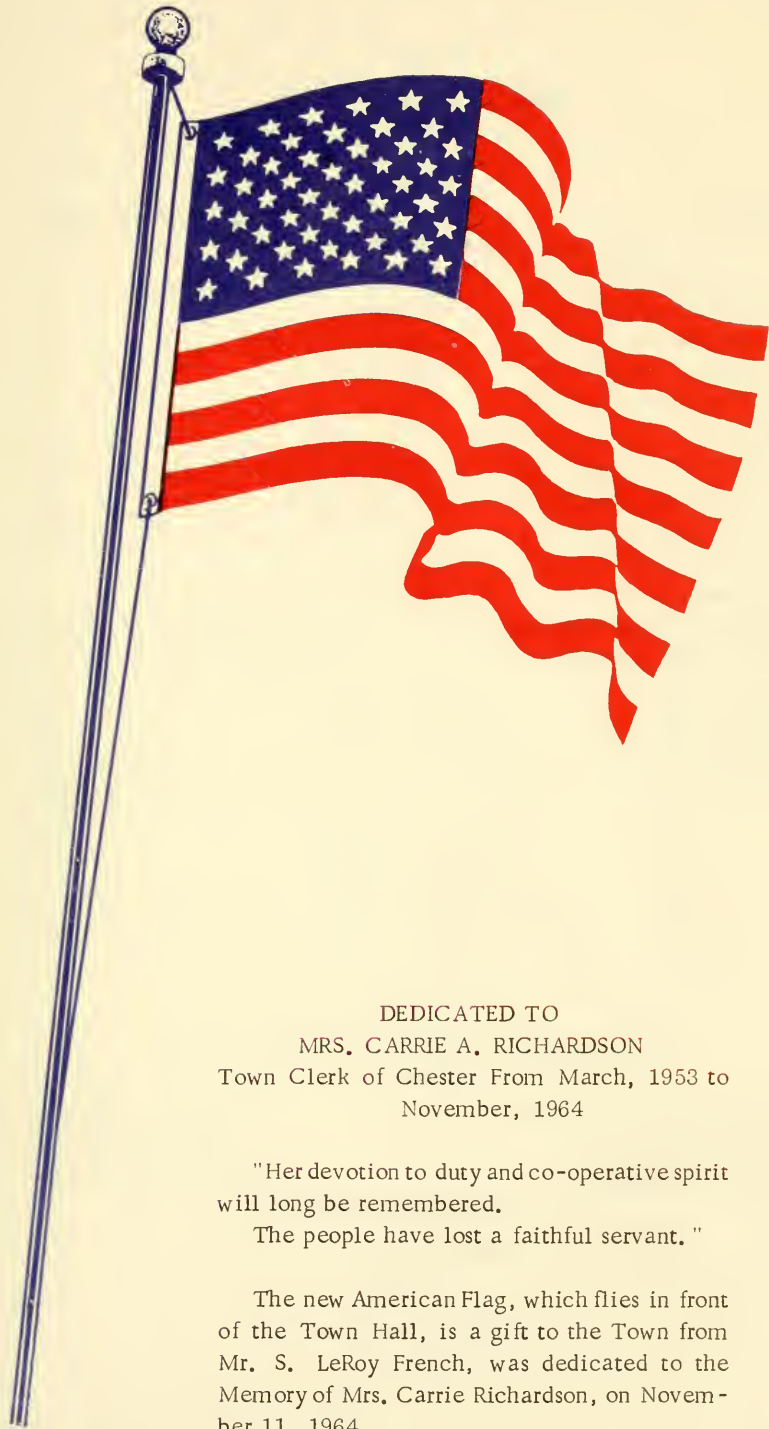 DEDICATED TO
MRS. CARRIE A. RICHARDSON
Town Clerk of Chester From March, 1953 to
November, 1964
"Her devotion to duty and co-operative spirit
will long be remembered.
The people have lost a faithful servant. "
The new American Flag, which flies in front
of the Town Hall, is a gift to the Town from
Mr. S. LeRoy French, was dedicated to the
Memory of Mrs. Carrie Richardson, on Novem-
ber 11, 1964